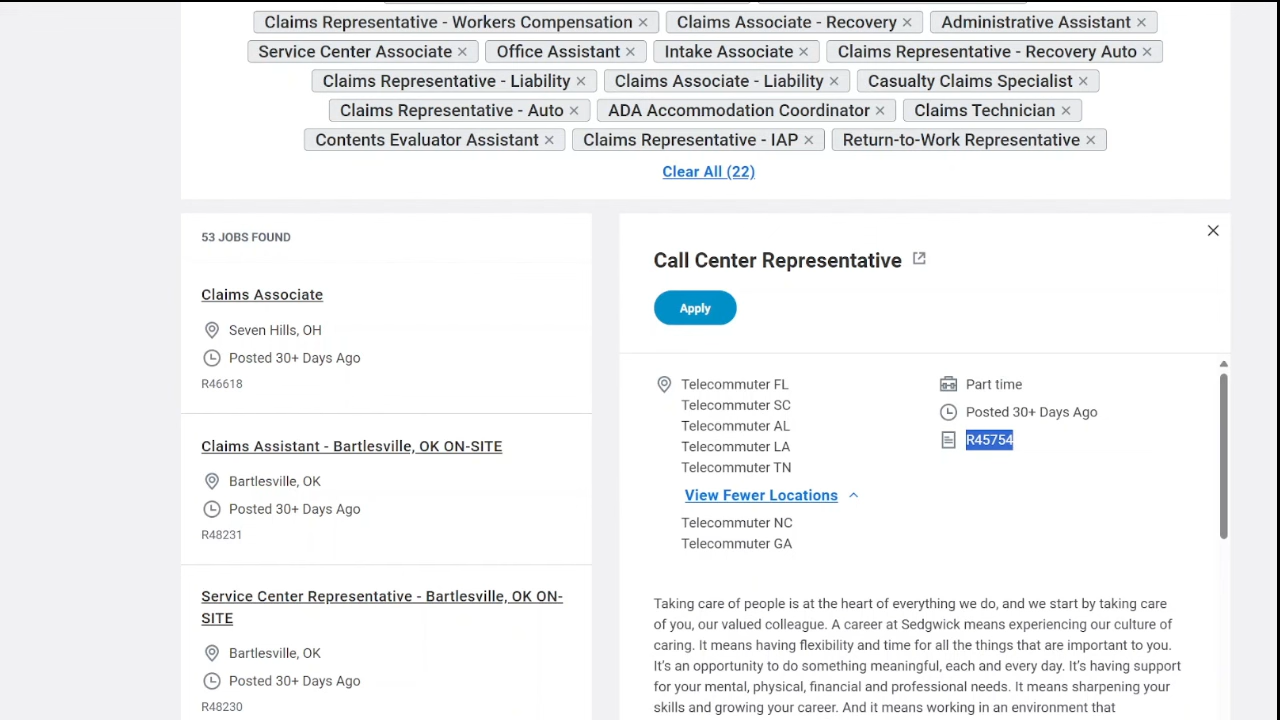 Claims Representative - Workers Compensation × Claims Associate - Recovery × Administrative Assistant ×
Service Center Associate × Office Assistant × Intake Associate × Claims Representative - Recovery Auto ×
Claims Representative - Liability × Claims Associate - Liability × Casualty Claims Specialist ×
Claims Representative - Auto × ADA Accommodation Coordinator × Claims Technician ×
Contents Evaluator Assistant × Claims Representative - IAP × Return-to-Work Representative ×
Clear All (22)
53 JOBS FOUND
Claims Associate
Seven Hills, OH
Posted 30+ Days Ago
R46618
Claims Assistant - Bartlesville, OK ON-SITE
Bartlesville, OK
Posted 30+ Days Ago
R48231
Service Center Representative - Bartlesville, OK ON-
SITE
Bartlesville, OK
Posted 30+ Days Ago
R48230
Call Center Representative
Apply
Telecommuter FL
Telecommuter SC
Telecommuter AL
Telecommuter LA
Telecommuter TN
View Fewer Locations
Telecommuter NC
Telecommuter GA
Part time
Posted 30+ Days Ago
R45754
Taking care of people is at the heart of everything we do, and we start by taking care
of you, our valued colleague. A career at Sedgwick means experiencing our culture of
caring. It means having flexibility and time for all the things that are important to you.
It's an opportunity to do something meaningful, each and every day. It's having support
for your mental, physical, financial and professional needs. It means sharpening your
skills and growing your career. And it means working in an environment that